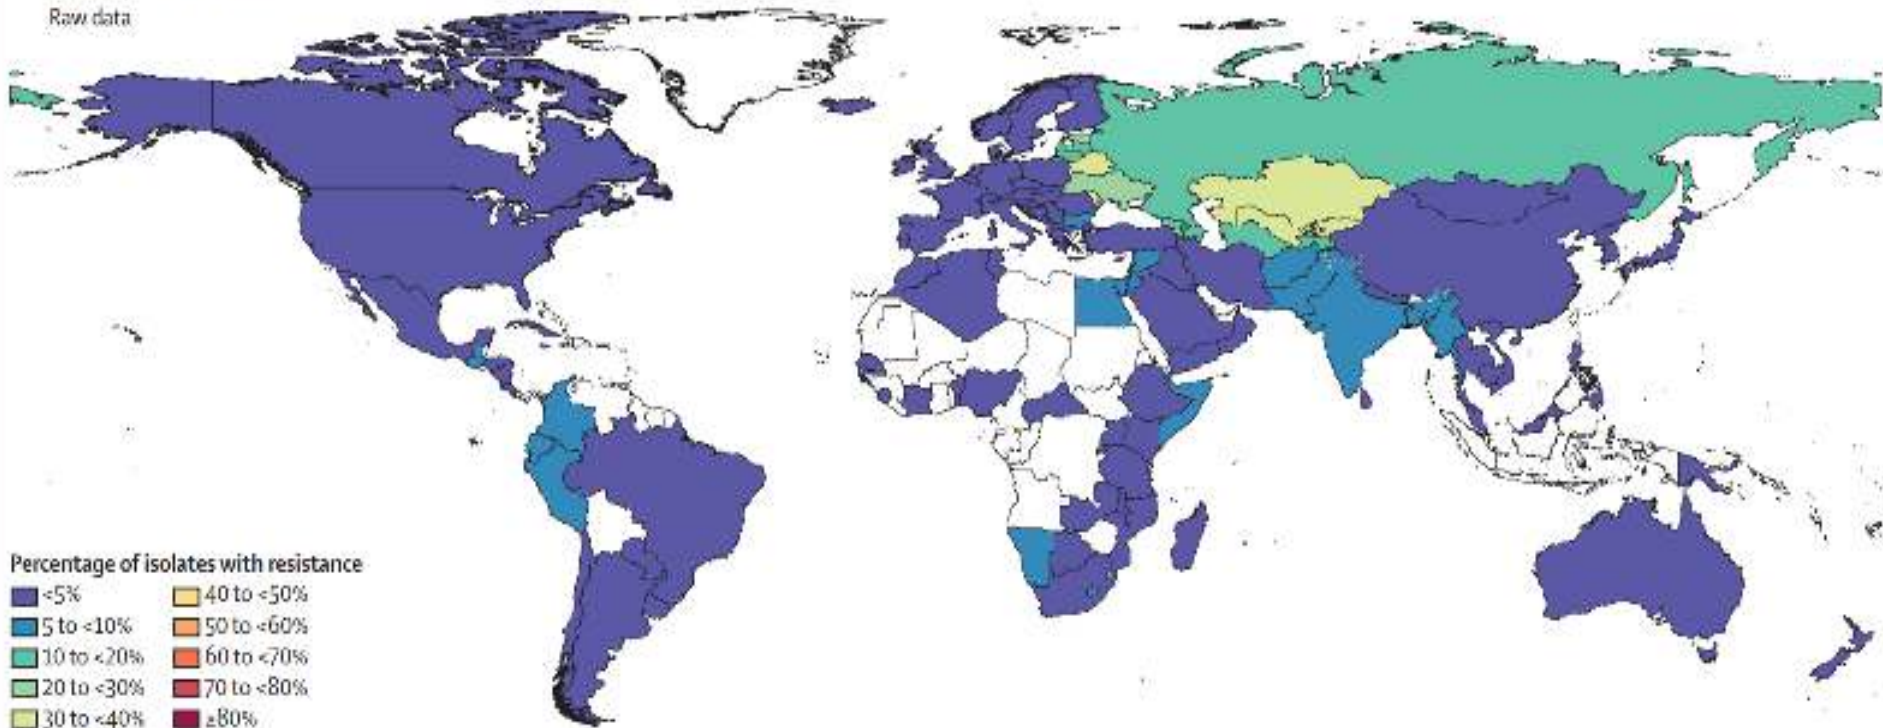 Raw data
Percentage of isolates with resistance
<5%
5 to <10%
10 to <20%
20 to <30%
30 to <40%
40 to <50%
50 to <60%
60 to <70%
70 to <80%
≥80%